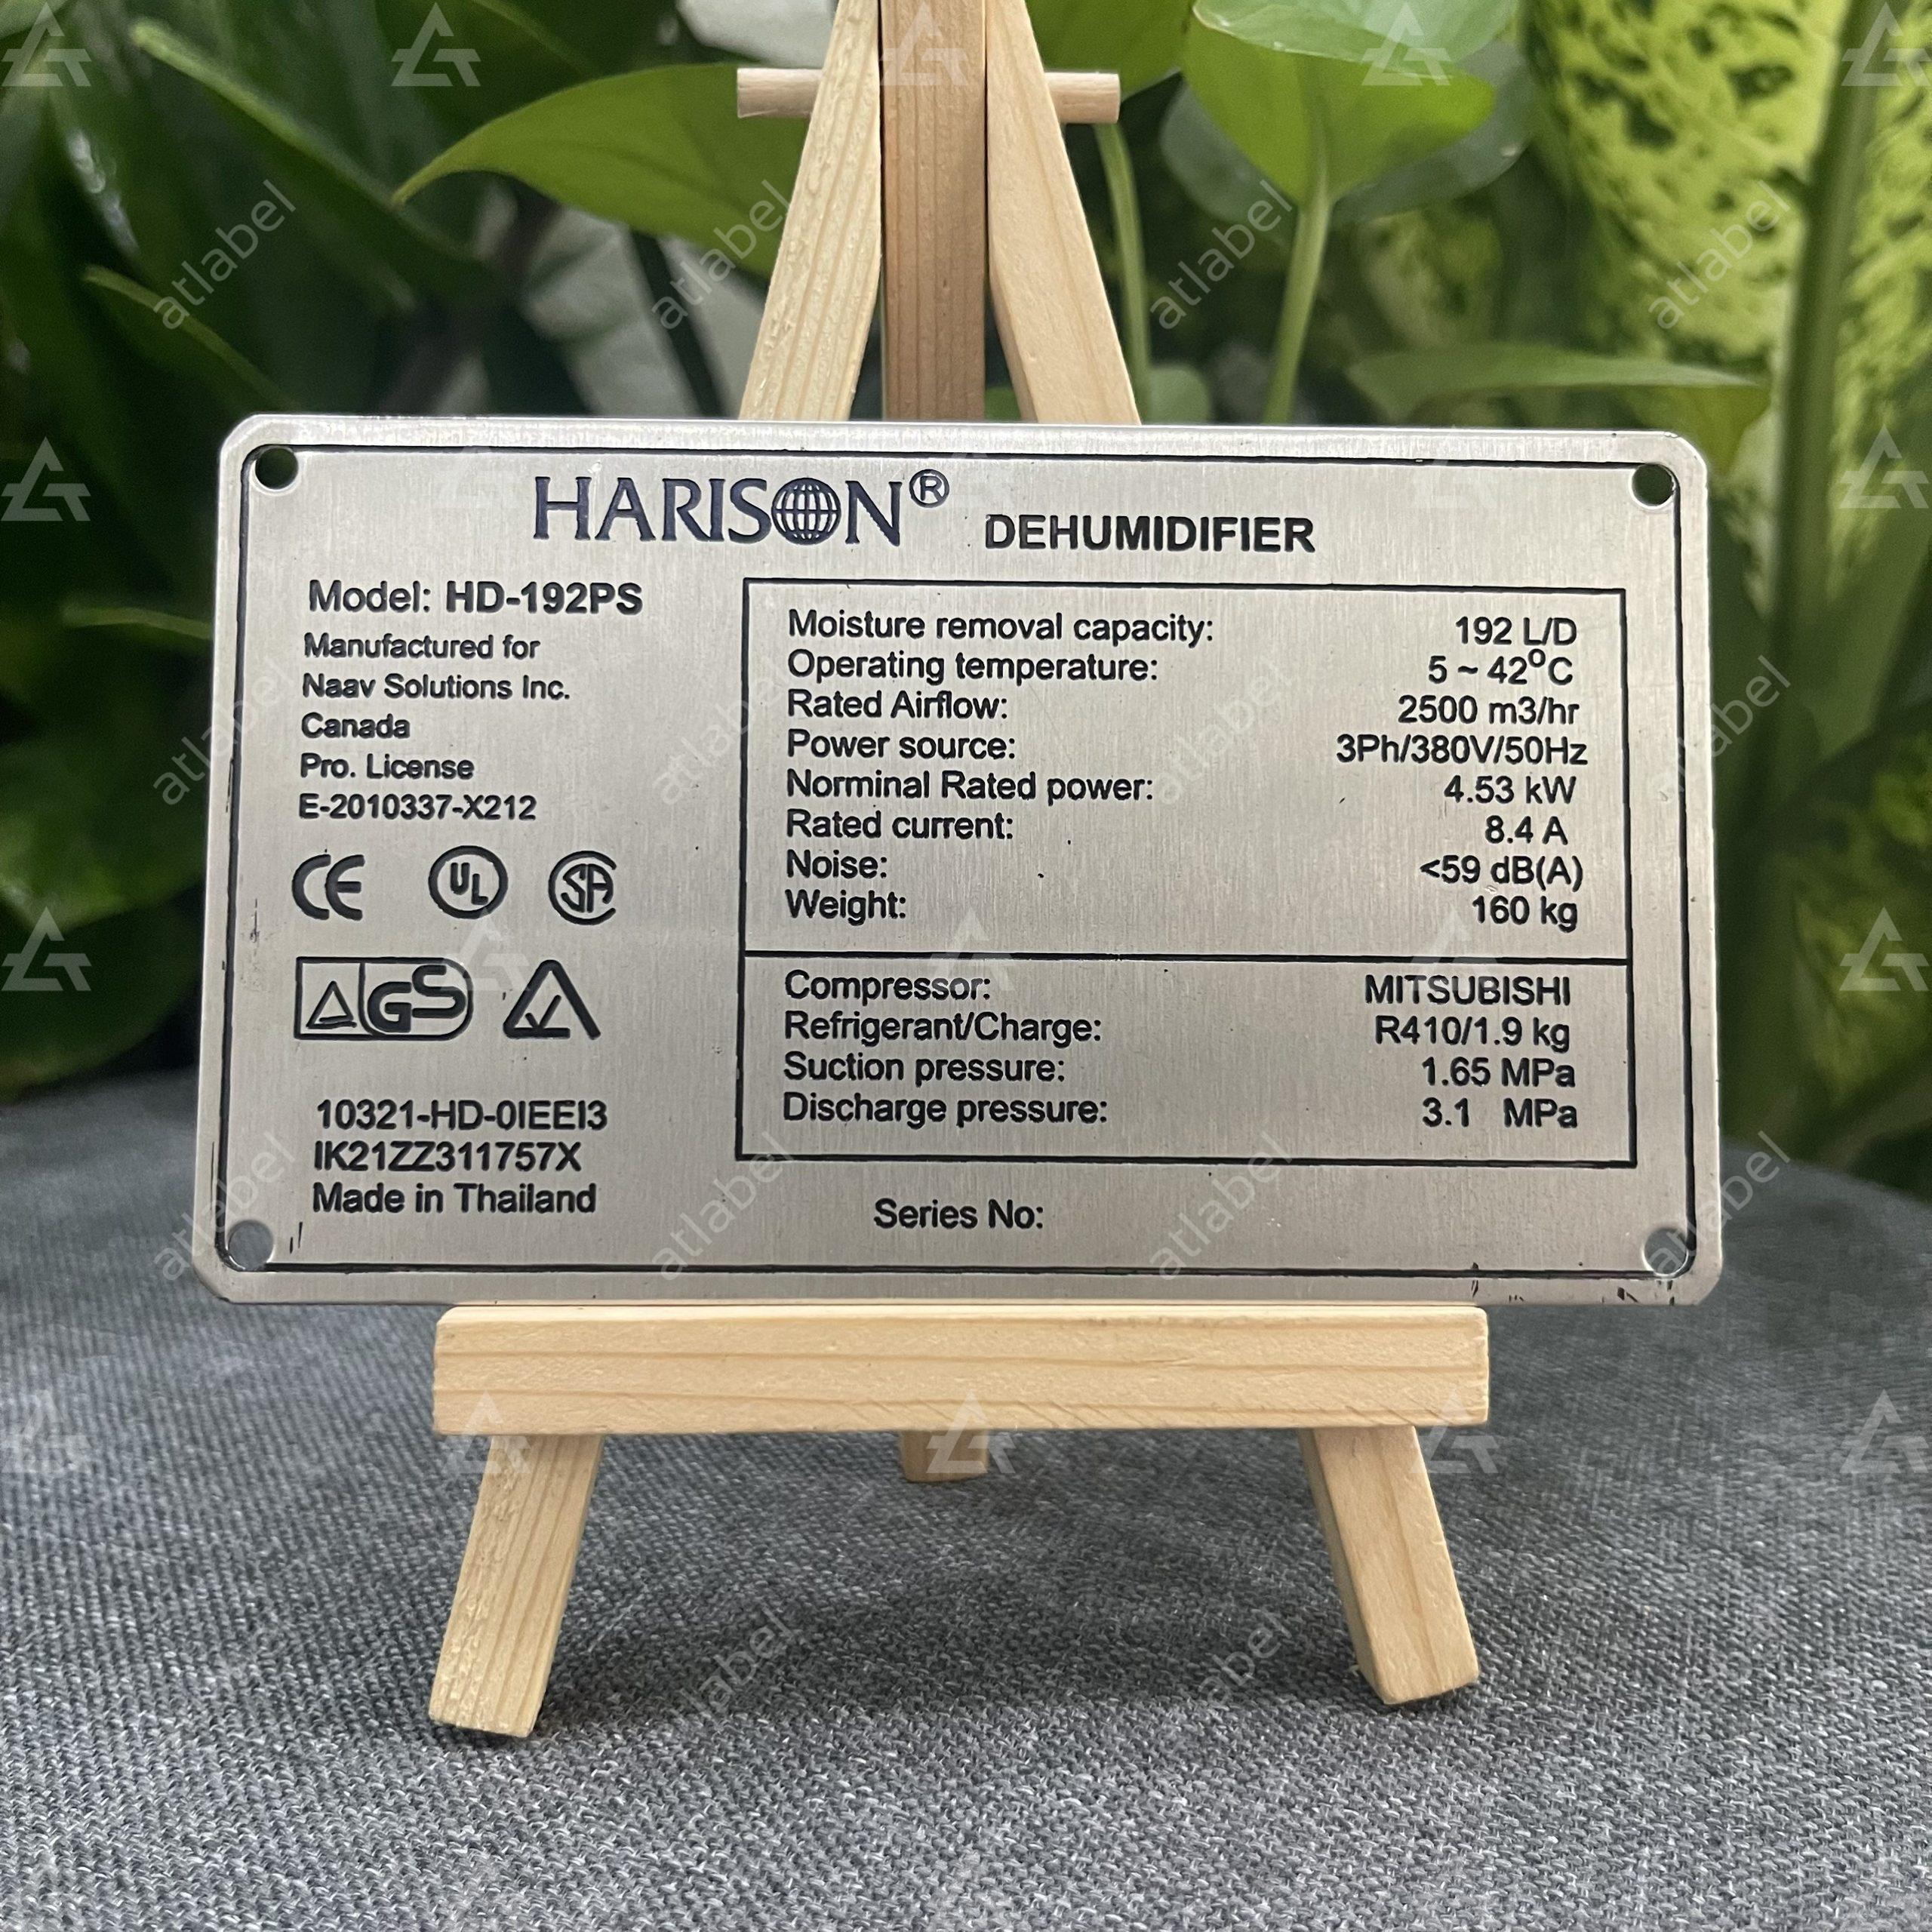 HARISON® DEHUMIDIFIER
Model: HD-192PS
Manufactured for
Naav Solutions Inc.
Canada
Pro. License
E-2010337-X212
CE UL SA
GS
10321-HD-0IEEI3
IK21ZZ311757X
Made in Thailand
Moisture removal capacity: 192 L/D
Operating temperature: 5 ~ 42°C
Rated Airflow: 2500 m3/hr
Power source: 3Ph/380V/50Hz
Norminal Rated power: 4.53 kW
Rated current: 8.4 A
Noise: <59 dB(A)
Weight: 160 kg
Compressor: MITSUBISHI
Refrigerant/Charge: R410/1.9 kg
Suction pressure: 1.65 MPa
Discharge pressure: 3.1 MPa
Series No:
atlabel